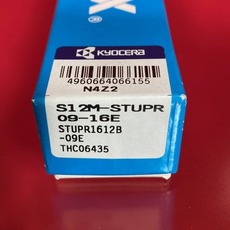 X
®
KYOCERA
4960664066155
N4Z2
S12M-STUPR
09-16E
STUPR1612B
-09E
THC06435